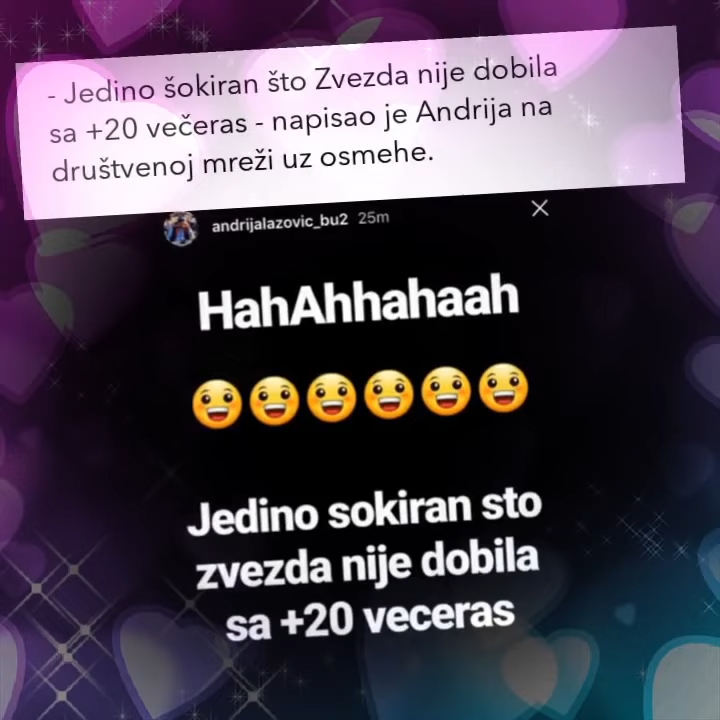 - Jedino šokiran što Zvezda nije dobila
sa +20 večeras - napisao je Andrija na
društvenoj mreži uz osmehe.
andrijalazovic_bu2 25m
HahAhhahaah
Jedino sokiran sto
zvezda nije dobila
sa +20 veceras